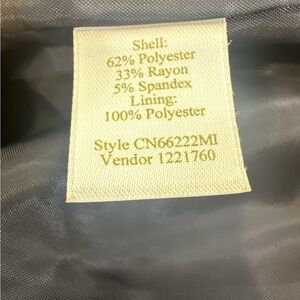 Shell:
62% Polyester
33% Rayon
5% Spandex
Lining:
100% Polyester
Style CN66222MI
Vendor 1221760